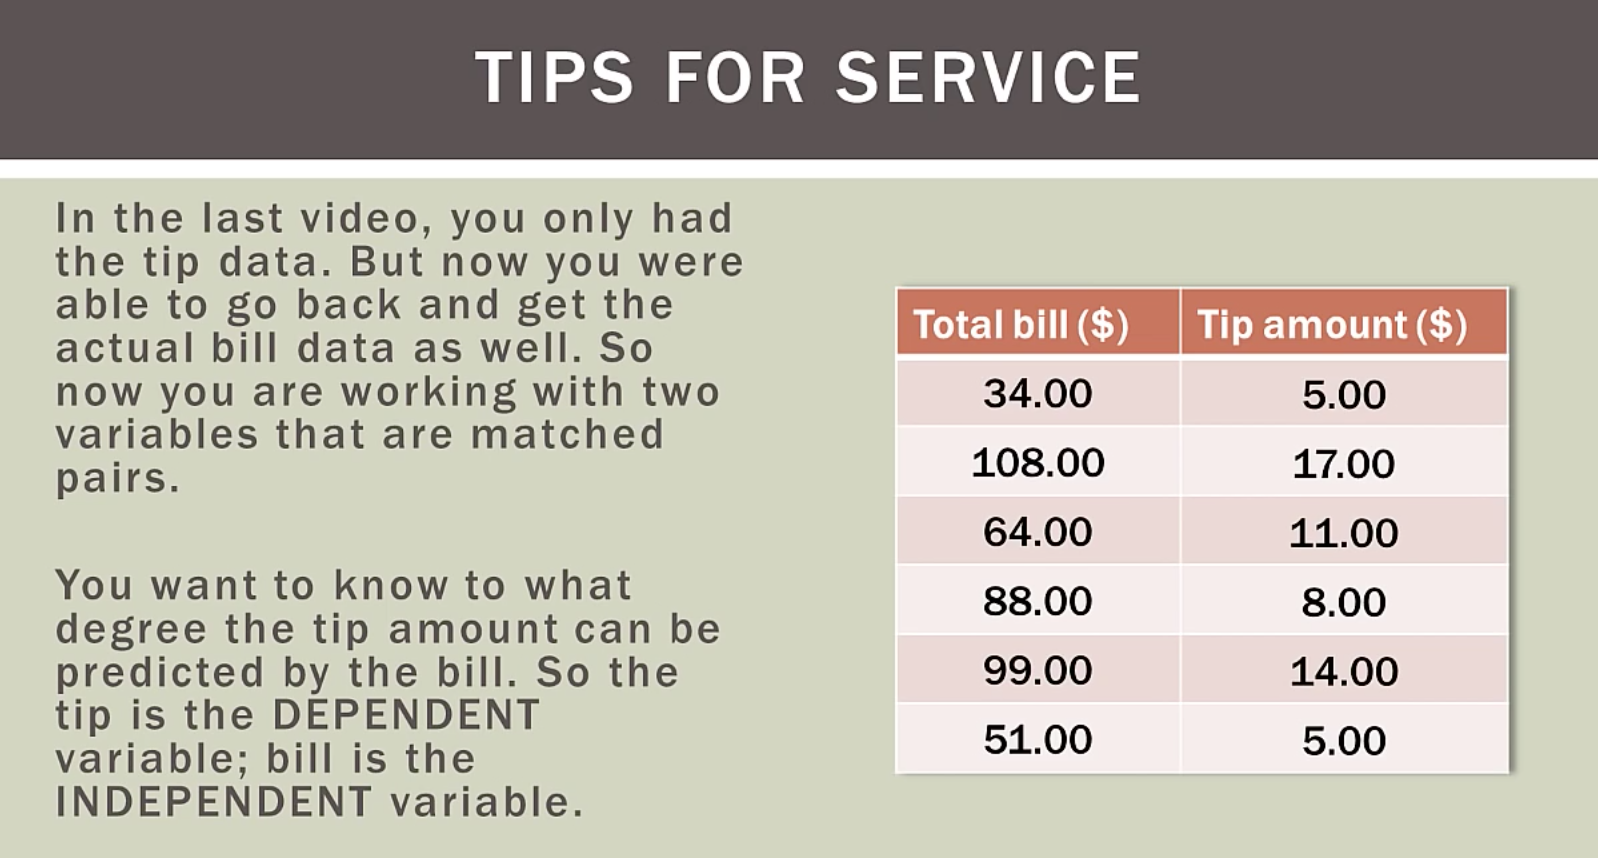 TIPS FOR SERVICE
In the last video, you only had
the tip data. But now you were
able to go back and get the
actual bill data as well. So
now you are working with two
variables that are matched
pairs.
You want to know to what
degree the tip amount can be
predicted by the bill. So the
tip is the DEPENDENT
variable; bill is the
INDEPENDENT variable.
Total bill ($) Tip amount ($)
34.00 5.00
108.00 17.00
64.00 11.00
88.00 8.00
99.00 14.00
51.00 5.00